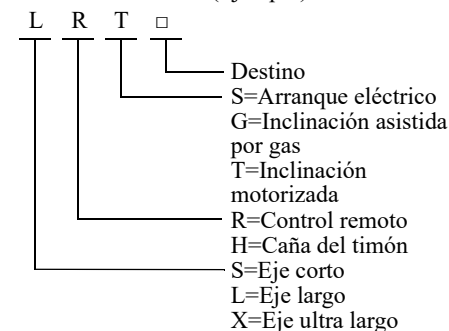 L R T □
Destino
S=Arranque eléctrico
G=Inclinación asistida
por gas
T=Inclinación
motorizada
R=Control remoto
H=Caña del timón
S=Eje corto
L=Eje largo
X=Eje ultra largo